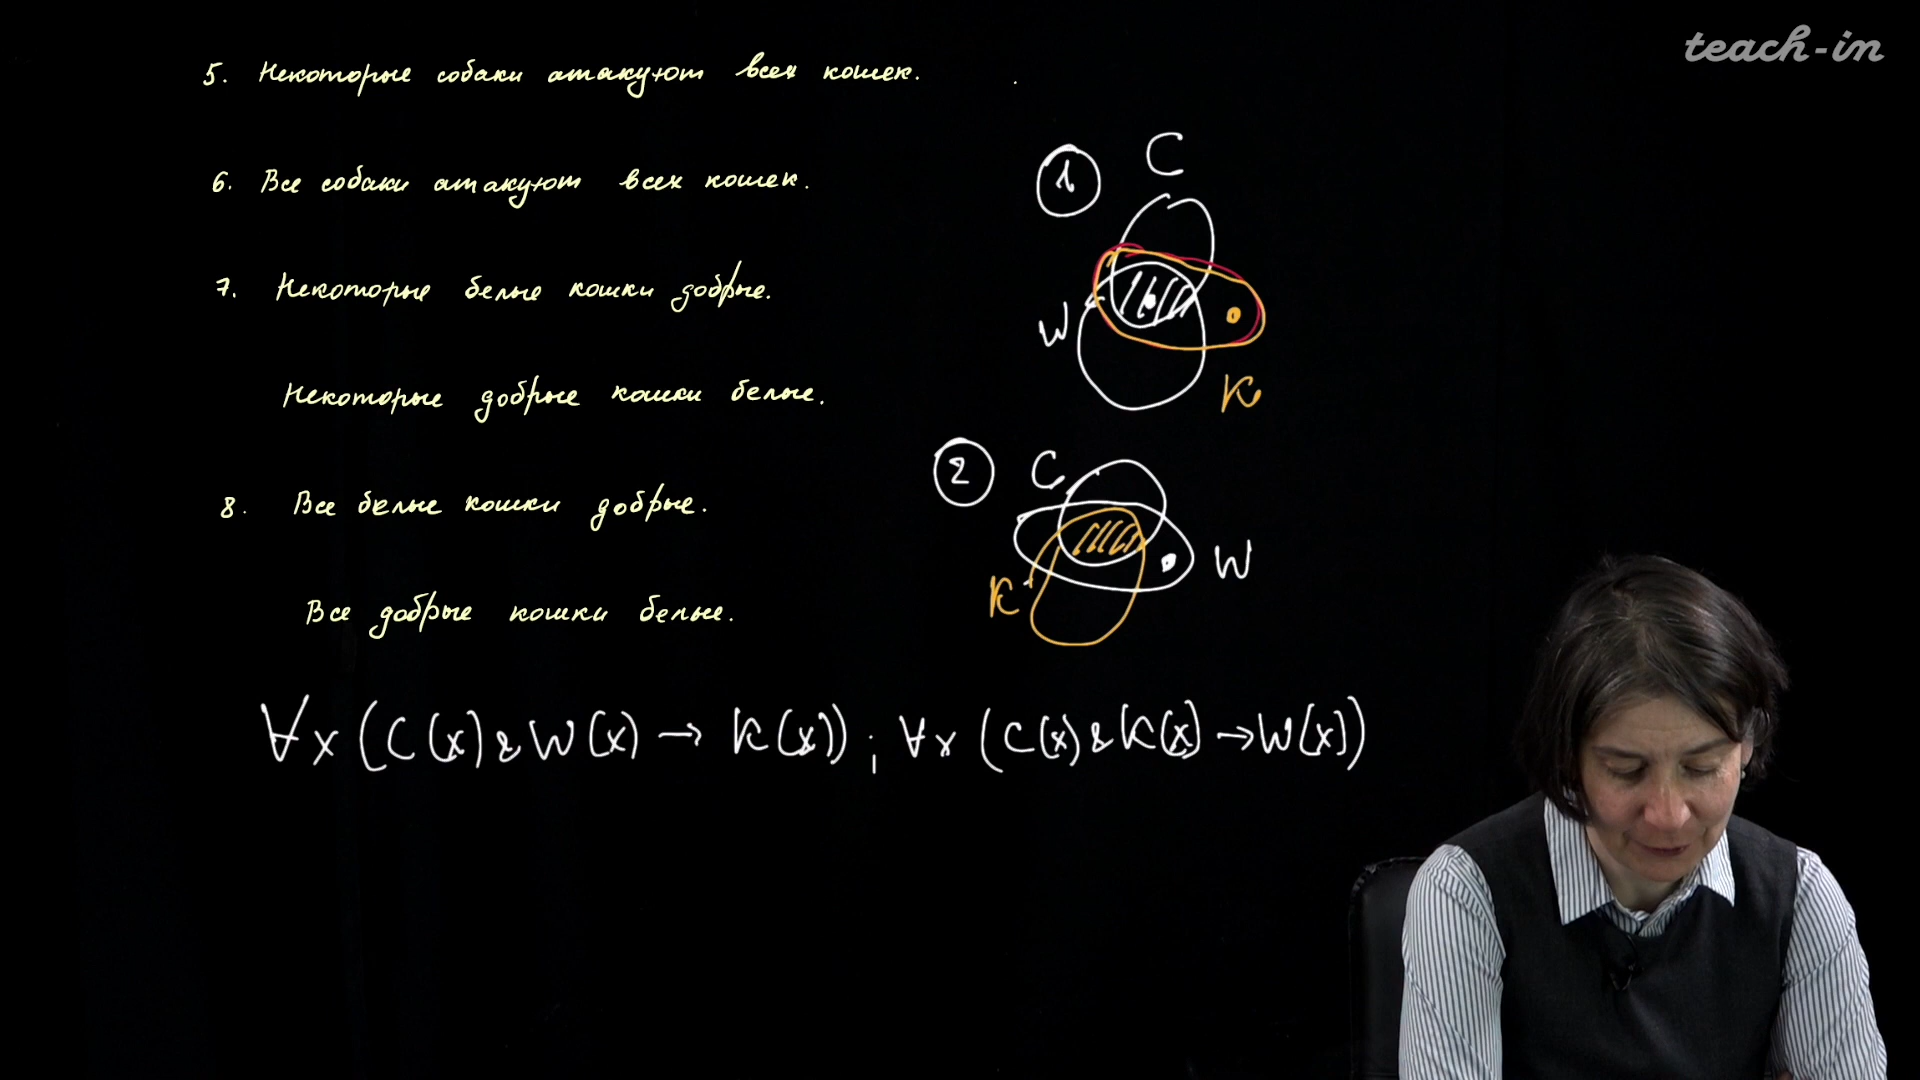 teach-in
5. Некоторые собаки атакуют всех кошек.
6. Все собаки атакуют всех кошек.
7. Некоторые белые кошки добрые.
Некоторые добрые кошки белые.
8. Все белые кошки добрые.
Все добрые кошки белые.
1 C
W
K
2 C
W
K
∀x (C(x) & W(x) → K(x)) ; ∀x (C(x) & K(x) → W(x))